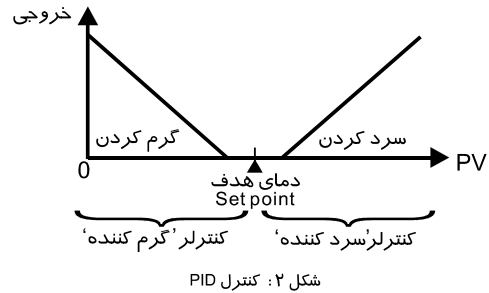 خروجی
گرم کردن
سرد کردن
0
PV
دمای هدف
Set point
کنترلر’گرم کننده‘
کنترلر’سرد کننده‘
شکل ۲: کنترل PID